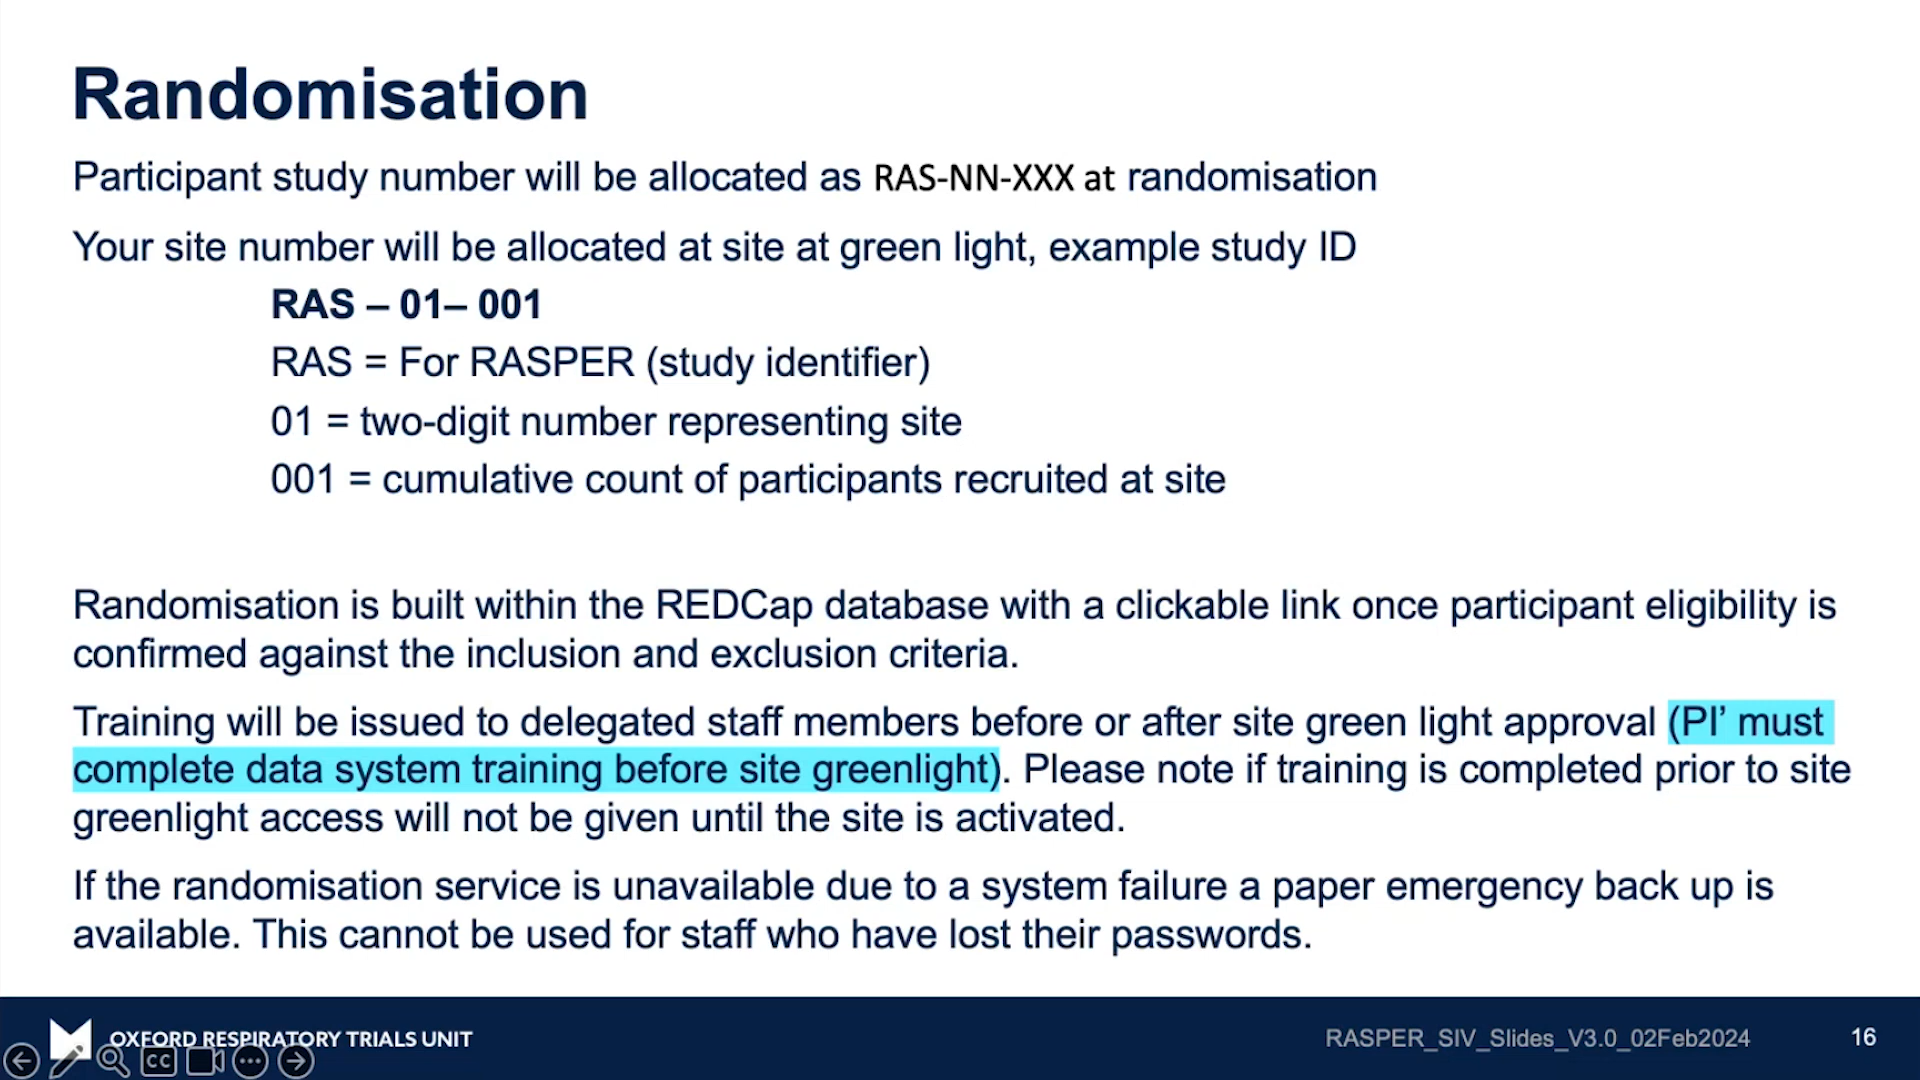 Randomisation
Participant study number will be allocated as RAS-NN-XXX at randomisation
Your site number will be allocated at site at green light, example study ID
RAS – 01– 001
RAS = For RASPER (study identifier)
01 = two-digit number representing site
001 = cumulative count of participants recruited at site
Randomisation is built within the REDCap database with a clickable link once participant eligibility is
confirmed against the inclusion and exclusion criteria.
Training will be issued to delegated staff members before or after site green light approval (PI’ must
complete data system training before site greenlight). Please note if training is completed prior to site
greenlight access will not be given until the site is activated.
If the randomisation service is unavailable due to a system failure a paper emergency back up is
available. This cannot be used for staff who have lost their passwords.
OXFORD RESPIRATORY TRIALS UNIT
RASPER_SIV_Slides_V3.0_02Feb2024
16
CC